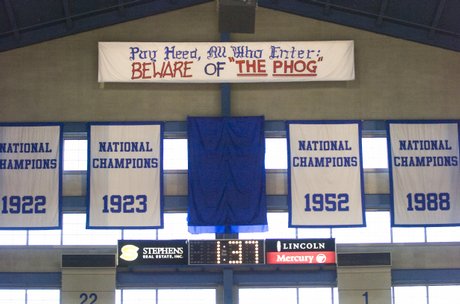 Pay Heed, All Who Enter:
BEWARE OF "THE PHOG"
NATIONAL
CHAMPIONS
1922
NATIONAL
CHAMPIONS
1923
NATIONAL
CHAMPIONS
1952
NATIONAL
CHAMPIONS
1988
STEPHENS
REAL ESTATE, INC.
1:37
LINCOLN
Mercury
22
1